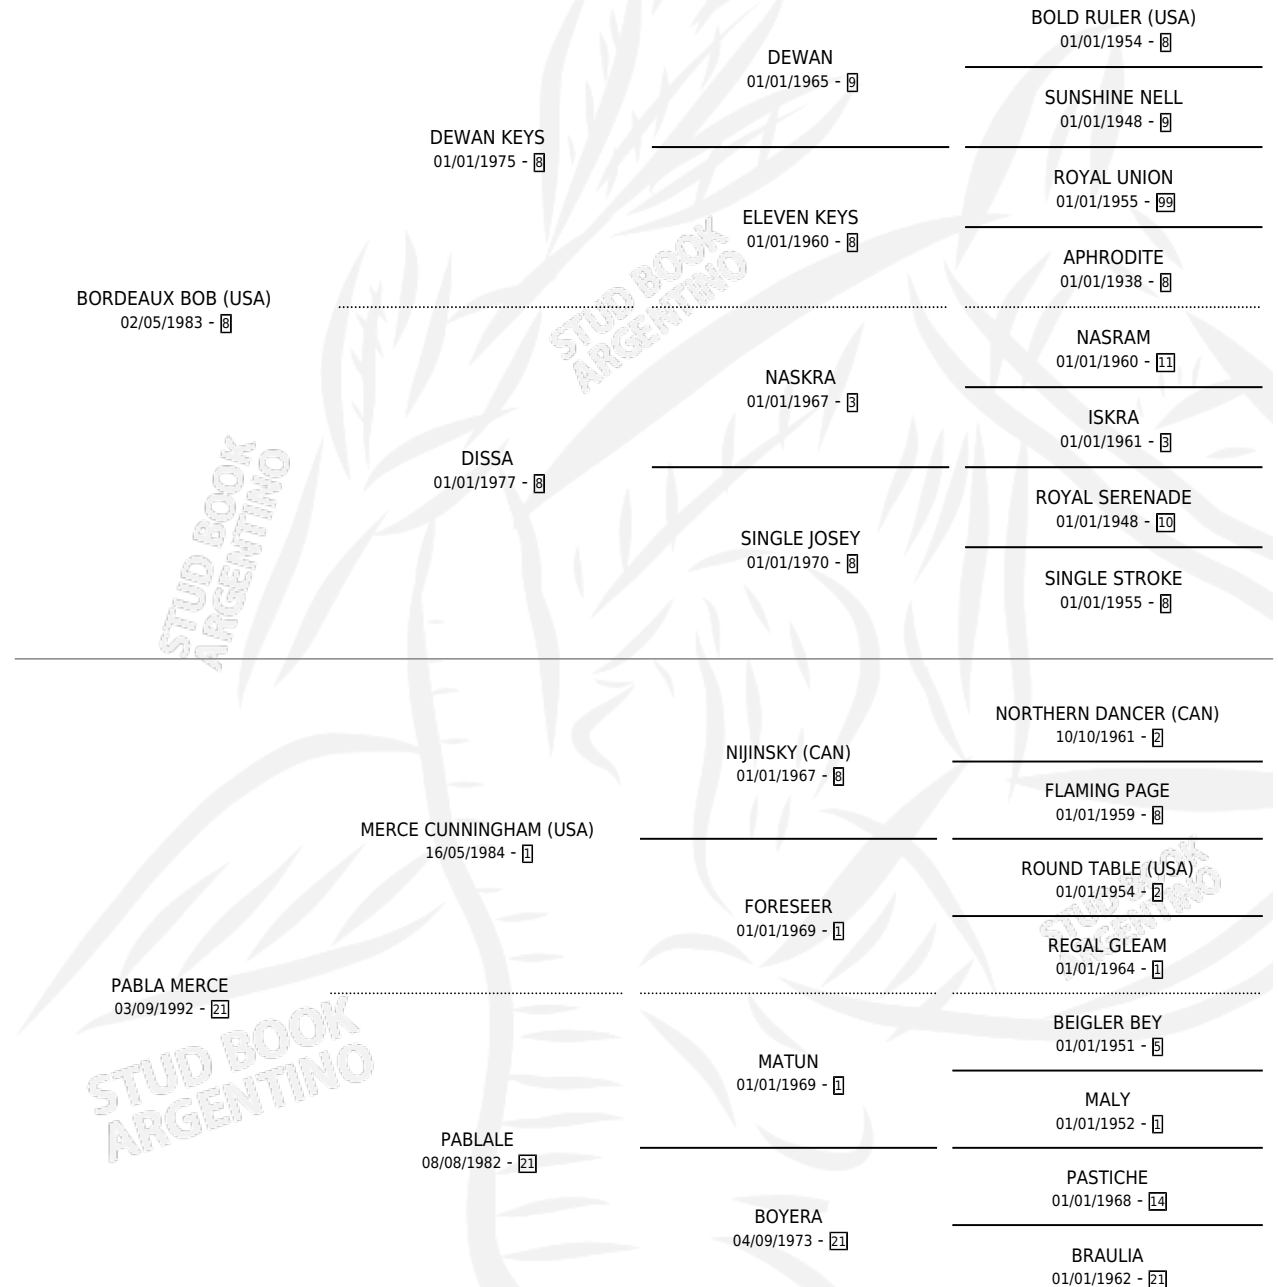 BOLD RULER (USA)
01/01/1954 - 8
DEWAN
01/01/1965 - 9
SUNSHINE NELL
01/01/1948 - 9
DEWAN KEYS
01/01/1975 - 8
ROYAL UNION
01/01/1955 - 99
ELEVEN KEYS
01/01/1960 - 8
APHRODITE
01/01/1938 - 8
BORDEAUX BOB (USA)
02/05/1983 - 8
NASRAM
01/01/1960 - 11
NASKRA
01/01/1967 - 3
ISKRA
01/01/1961 - 3
DISSA
01/01/1977 - 8
ROYAL SERENADE
01/01/1948 - 10
SINGLE JOSEY
01/01/1970 - 8
SINGLE STROKE
01/01/1955 - 8
NORTHERN DANCER (CAN)
10/10/1961 - 2
NIJINSKY (CAN)
01/01/1967 - 8
FLAMING PAGE
01/01/1959 - 8
MERCE CUNNINGHAM (USA)
16/05/1984 - 1
ROUND TABLE (USA)
01/01/1954 - 2
FORESEER
01/01/1969 - 1
REGAL GLEAM
01/01/1964 - 1
PABLA MERCE
03/09/1992 - 21
BEIGLER BEY
01/01/1951 - 5
MATUN
01/01/1969 - 1
MALY
01/01/1952 - 1
PABLALE
08/08/1982 - 21
PASTICHE
01/01/1968 - 14
BOYERA
04/09/1973 - 21
BRAULIA
01/01/1962 - 21
STUD BOOK
ARGENTINO
STUD BOOK
ARGENTINO
STUD BOOK
ARGENTINO
STUD BOOK
ARGENTINO